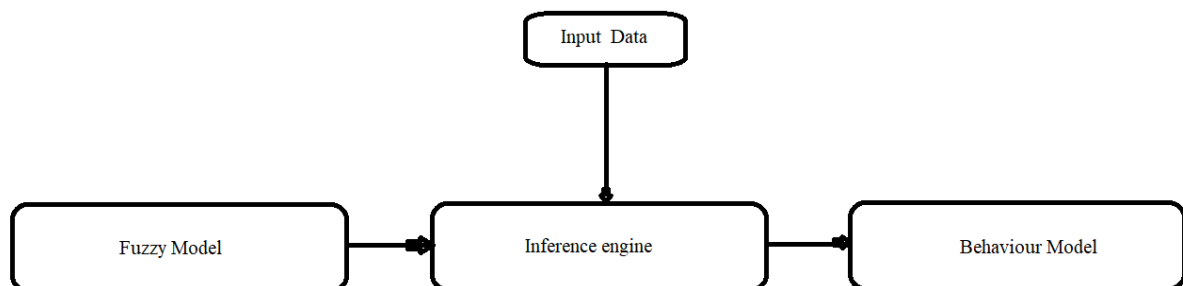 Input Data
Fuzzy Model
Inference engine
Behaviour Model